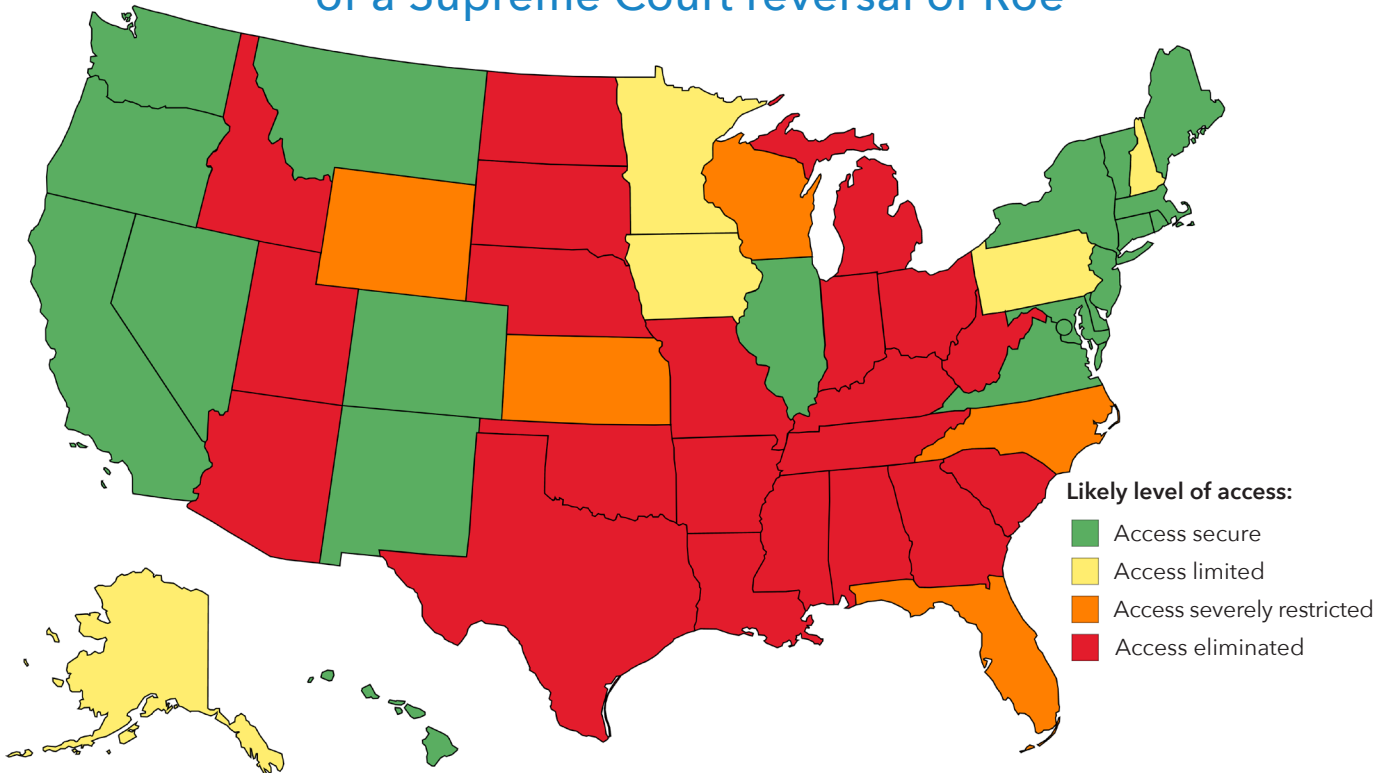 of a Supreme Court reversal of Roe
Likely level of access:
Access secure
Access limited
Access severely restricted
Access eliminated